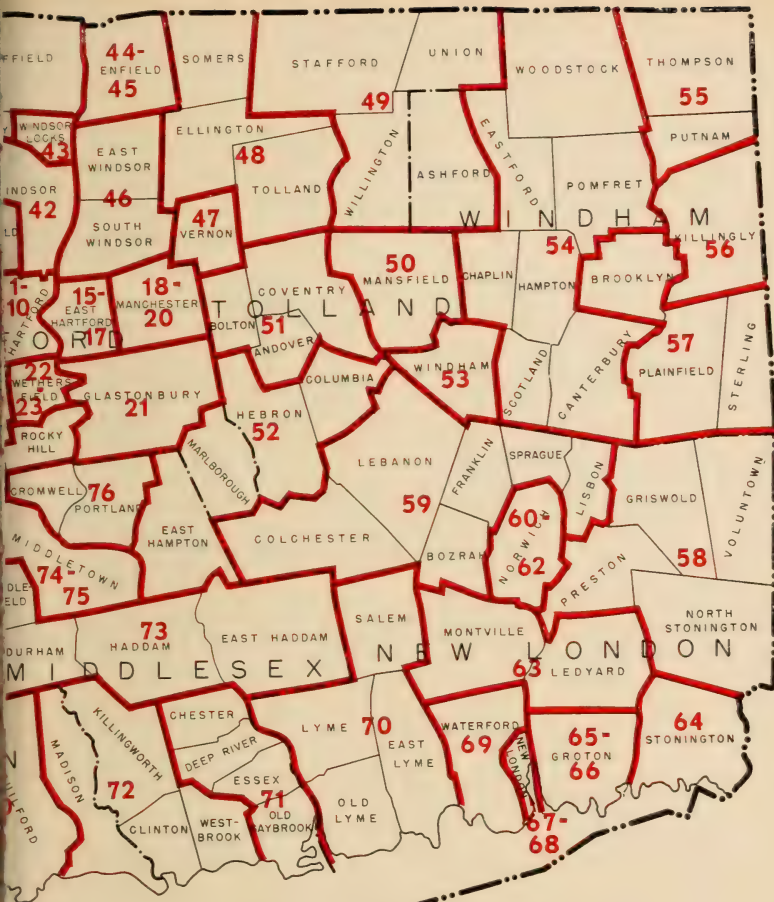 FFIELD
44-
ENFIELD
45
SOMERS
STAFFORD
UNION
WOODSTOCK
THOMPSON
55
49
WINDSOR
LOCKS
43
EAST
WINDSOR
ELLINGTON
48
TOLLAND
WILLINGTON
ASHFORD
EASTFORD
PUTNAM
POMFRET
INDSOR
42
46
SOUTH
WINDSOR
47
VERNON
WINDHAM
KILLINGLY
56
50
MANSFIELD
CHAPLIN
54
HAMPTON
BROOKLYN
1-
10
HARTFORD
15-
EAST
HARTFORD
17
18-
MANCHESTER
20
TOLLAND
BOLTON
COVENTRY
51
ANDOVER
ORD
22-
WETHERS
FIELD
23
GLASTONBURY
21
ROCKY
HILL
HEBRON
52
COLUMBIA
MARLBOROUGH
WINDHAM
53
SCOTLAND
CANTERBURY
57
PLAINFIELD
STERLING
CROMWELL
76
PORTLAND
EAST
HAMPTON
LEBANON
59
FRANKLIN
SPRAGUE
LISBON
GRISWOLD
VOLUNTOWN
MIDDLETOWN
74-
75
DLE-
IELD
COLCHESTER
BOZRAH
60-
NORWICH
62
PRESTON
58
NORTH
STONINGTON
DURHAM
73
HADDAM
EAST HADDAM
SALEM
MONTVILLE
MIDDLESEX
NEW LONDON
63
LEDYARD
MADISON
KILLINGWORTH
72
CHESTER
DEEP RIVER
ESSEX
71
OLD
SAYBROOK
LYME
70
EAST
LYME
WATERFORD
69
NEW
LONDON
65-
GROTON
66
64
STONINGTON
N
UILFORD
CLINTON
WEST-
BROOK
OLD
LYME
67-
68